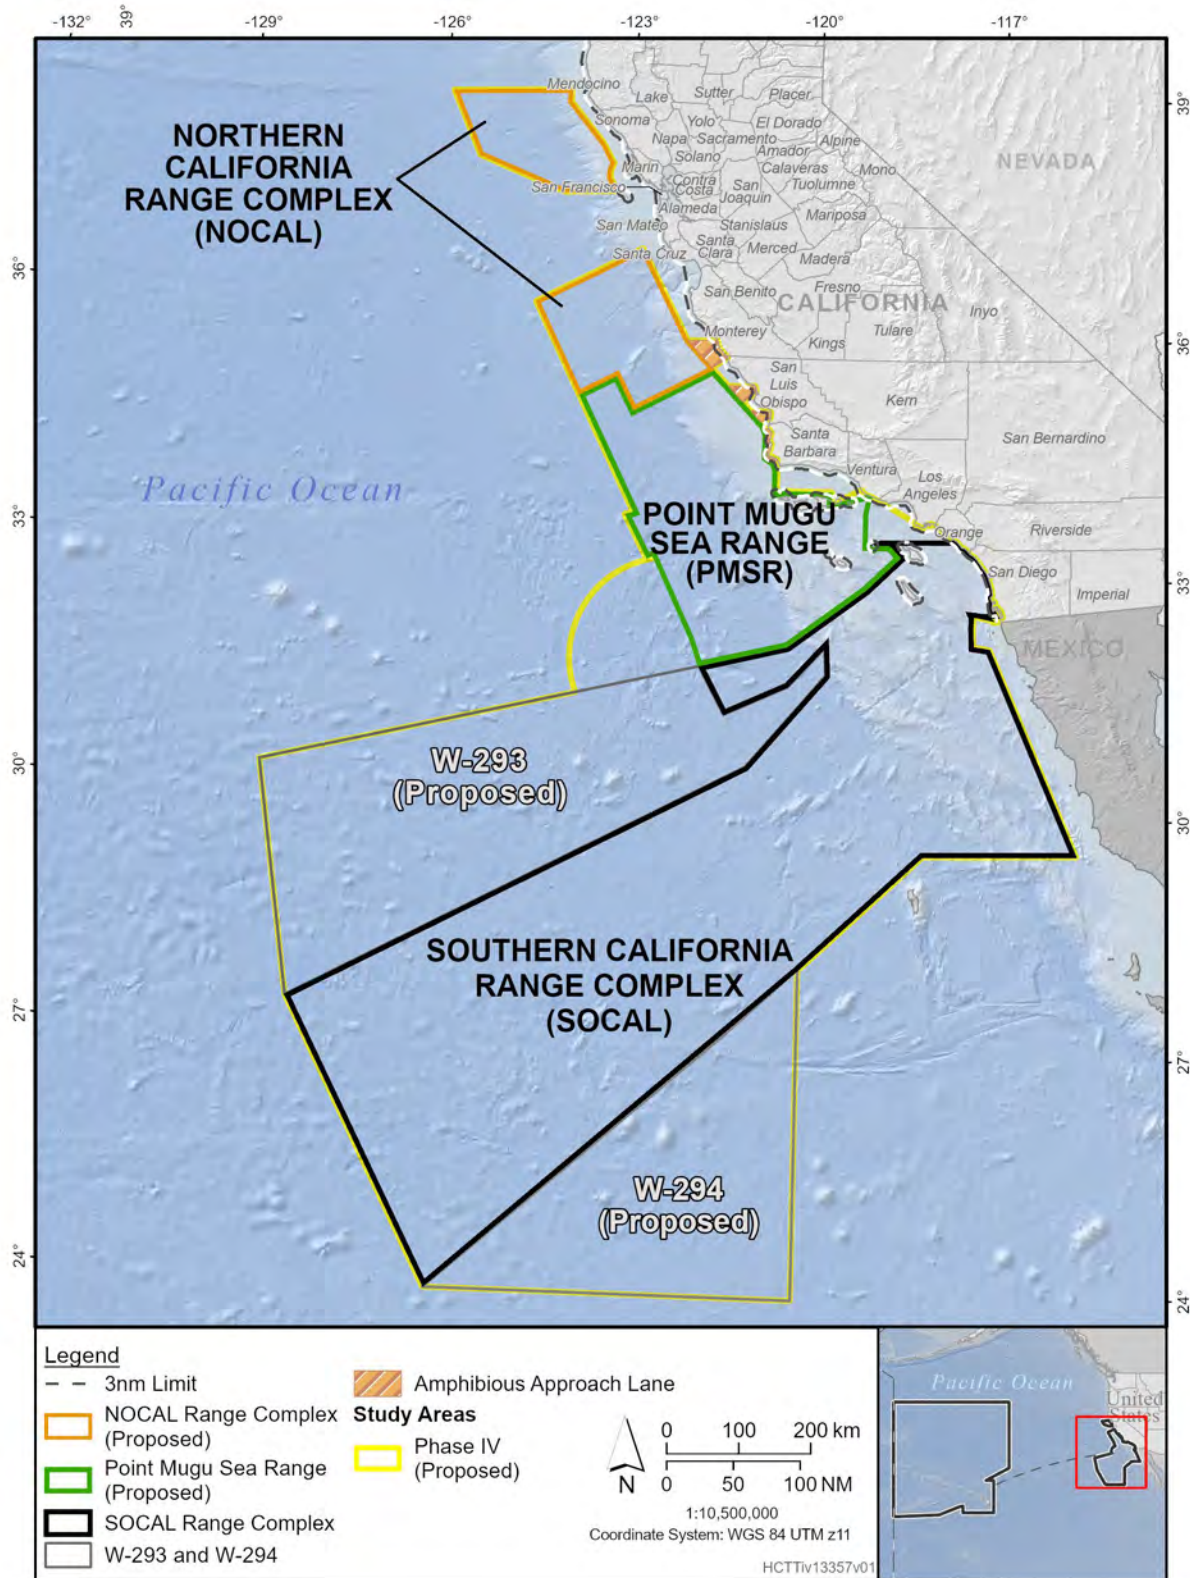 -132°
39°
-129°
-126°
-123°
-120°
-117°
39°
36°
36°
33°
33°
30°
30°
27°
27°
24°
24°
NORTHERN
CALIFORNIA
RANGE COMPLEX
(NOCAL)
Mendocino
Lake
Sutter
Placer
Sonoma
Yolo
El Dorado
Napa
Sacramento
Alpine
Solano
Amador
Marin
Calaveras
Mono
Contra
Costa
San
Joaquin
Tuolumne
San Francisco
Alameda
Mariposa
San Mateo
Stanislaus
Santa Cruz
Santa
Clara
Merced
Madera
San Benito
Fresno
CALIFORNIA
NEVADA
Inyo
Monterey
Kings
Tulare
San
Luis
Obispo
Kern
Santa
Barbara
San Bernardino
Ventura
Los
Angeles
Orange
Riverside
San Diego
Imperial
MEXICO
Pacific Ocean
POINT MUGU
SEA RANGE
(PMSR)
W-293
(Proposed)
SOUTHERN CALIFORNIA
RANGE COMPLEX
(SOCAL)
W-294
(Proposed)
Legend
3nm Limit
NOCAL Range Complex
(Proposed)
Point Mugu Sea Range
(Proposed)
SOCAL Range Complex
W-293 and W-294
Amphibious Approach Lane
Study Areas
Phase IV
(Proposed)
N
0 100 200 km
0 50 100 NM
1:10,500,000
Coordinate System: WGS 84 UTM z11
HCTTiv13357v01
Pacific Ocean
United
States